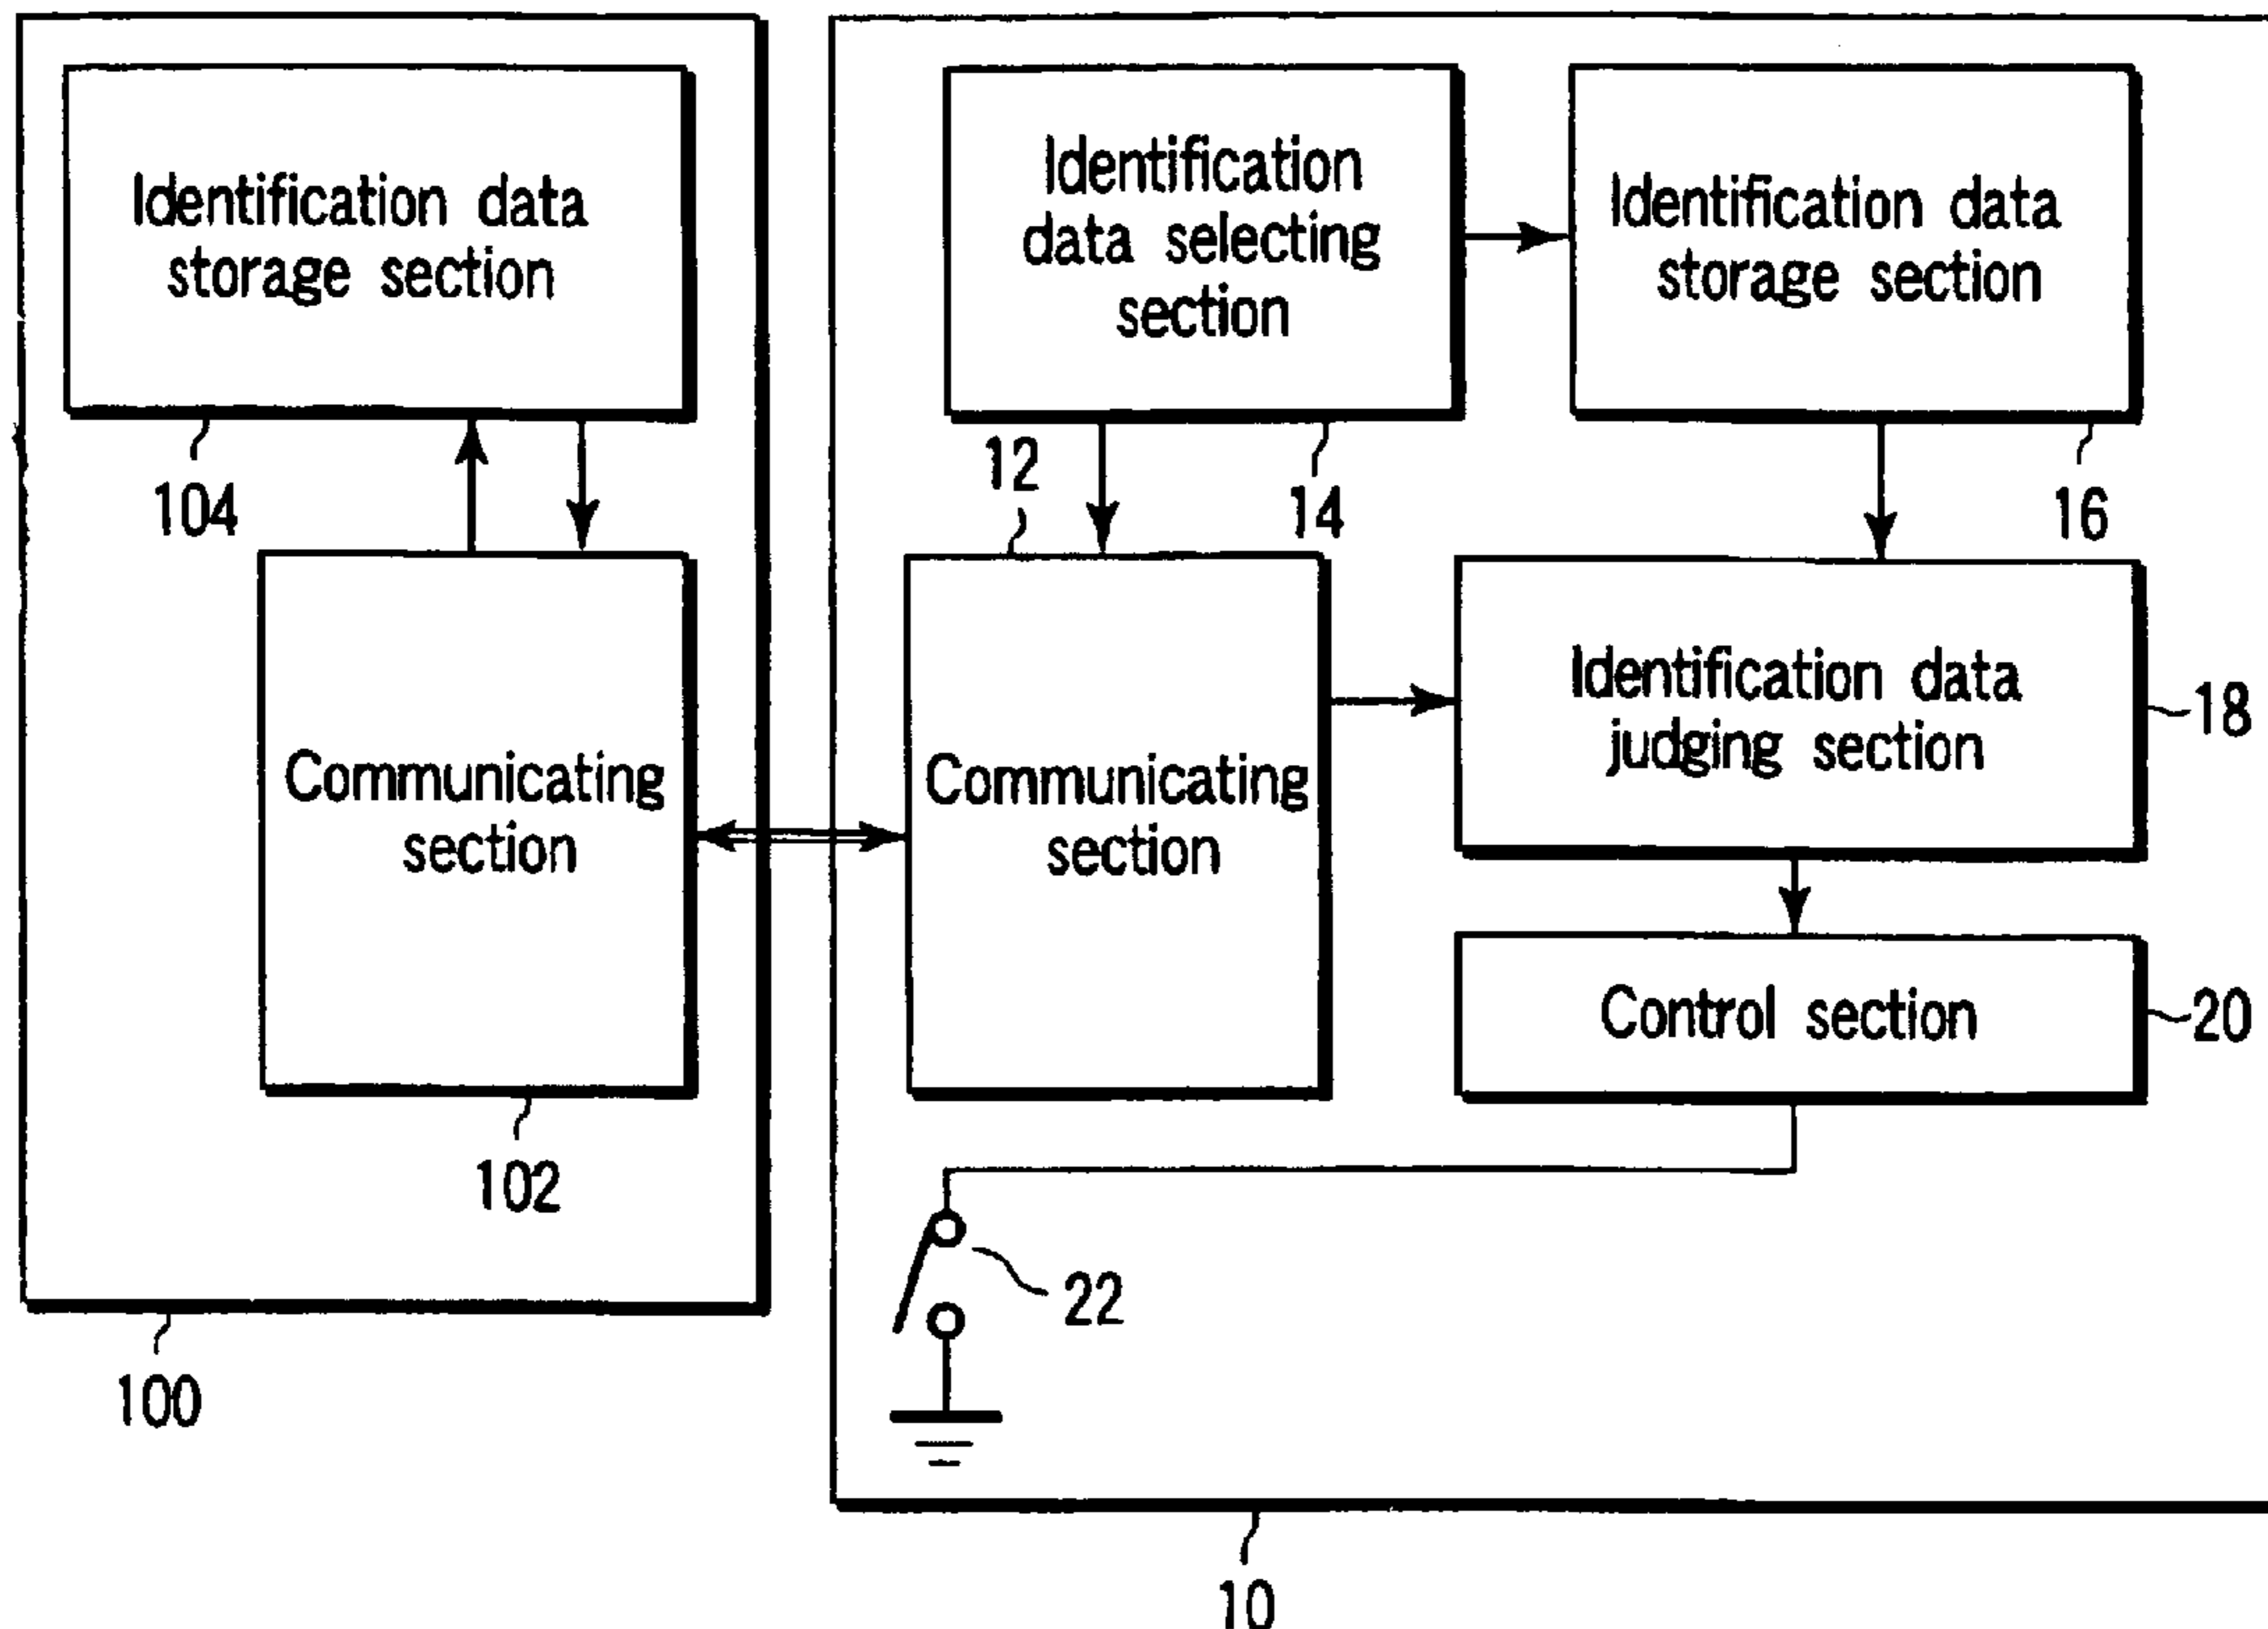 Identification data
storage section
104
Communicating
section
102
100
Identification
data selecting
section
14
Identification data
storage section
16
12
Communicating
section
Identification data
judging section
18
Control section
20
22
10